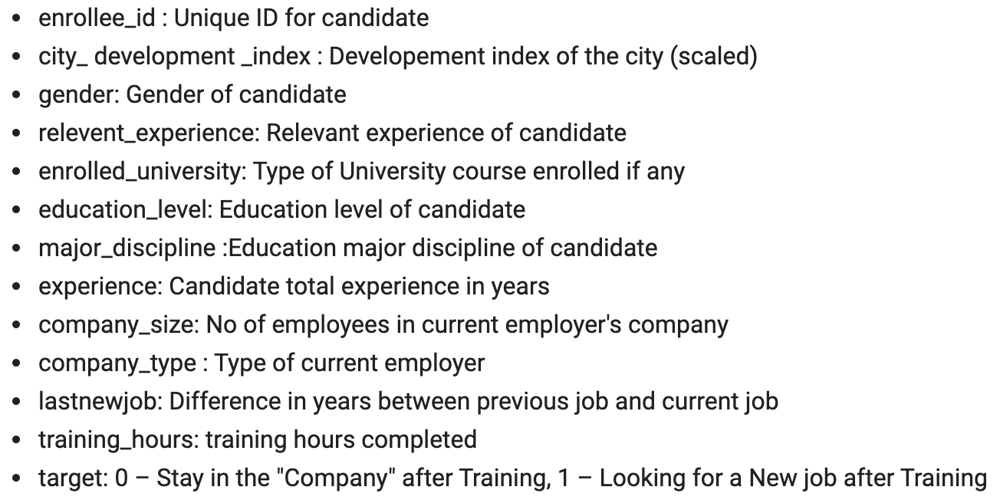 • enrollee_id : Unique ID for candidate
• city_ development _index : Developement index of the city (scaled)
• gender: Gender of candidate
• relevent_experience: Relevant experience of candidate
• enrolled_university: Type of University course enrolled if any
• education_level: Education level of candidate
• major_discipline :Education major discipline of candidate
• experience: Candidate total experience in years
• company_size: No of employees in current employer's company
• company_type : Type of current employer
• lastnewjob: Difference in years between previous job and current job
• training_hours: training hours completed
• target: 0 – Stay in the "Company" after Training, 1 – Looking for a New job after Training